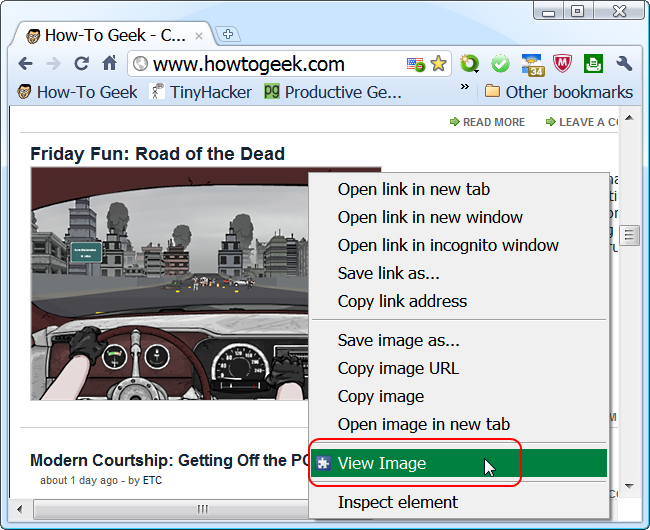 How-To Geek - C...
www.howtogeek.com
34
How-To Geek
TinyHacker
pg Productive Ge...
»
Other bookmarks
READ MORE
LEAVE A CO
Friday Fun: Road of the Dead
Open link in new tab
Open link in new window
Open link in incognito window
Save link as...
Copy link address
Save image as...
Copy image URL
Copy image
Open image in new tab
View Image
Inspect element
Modern Courtship: Getting Off the PC
about 1 day ago - by ETC